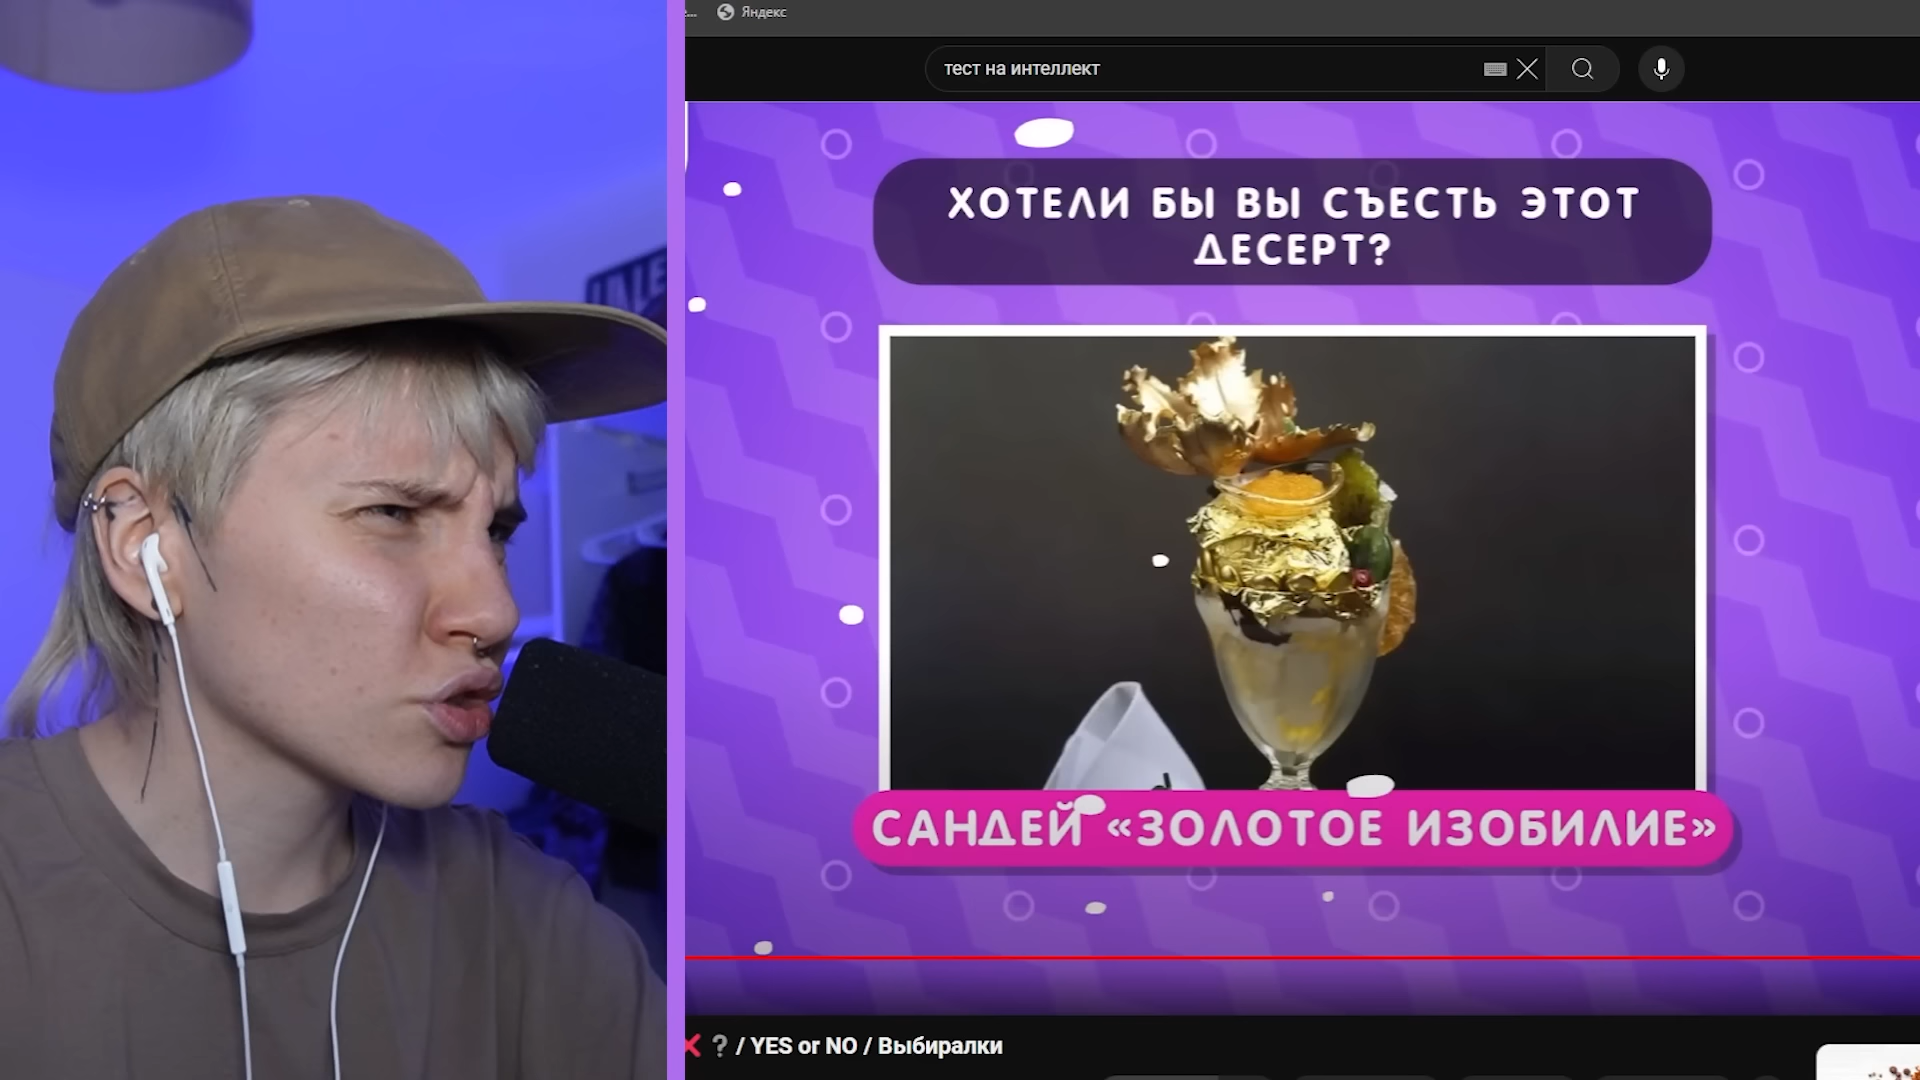 Яндекс
тест на интеллект
ХОТЕЛИ БЫ ВЫ СЪЕСТЬ ЭТОТ
ДЕСЕРТ?
САНДЕЙ «ЗОЛОТОЕ ИЗОБИЛИЕ»
❌ ❔ / YES or NO / Выбиралки